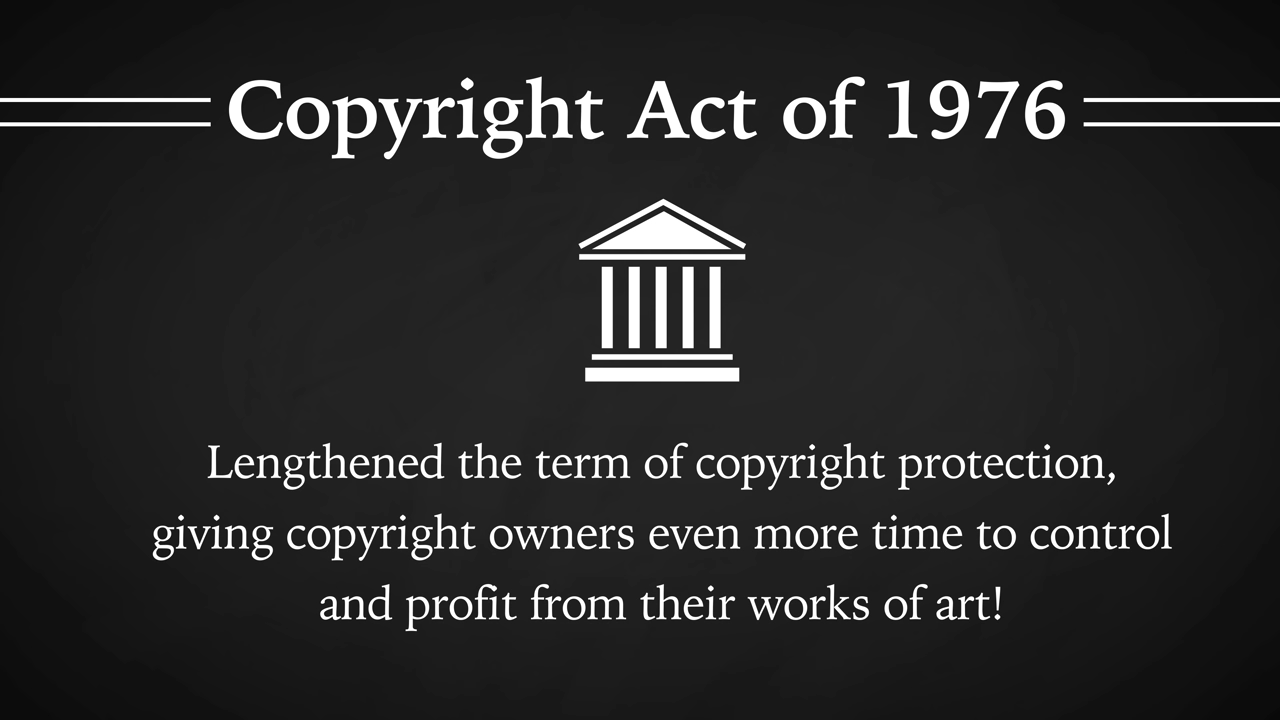 Copyright Act of 1976
Lengthened the term of copyright protection,
giving copyright owners even more time to control
and profit from their works of art!